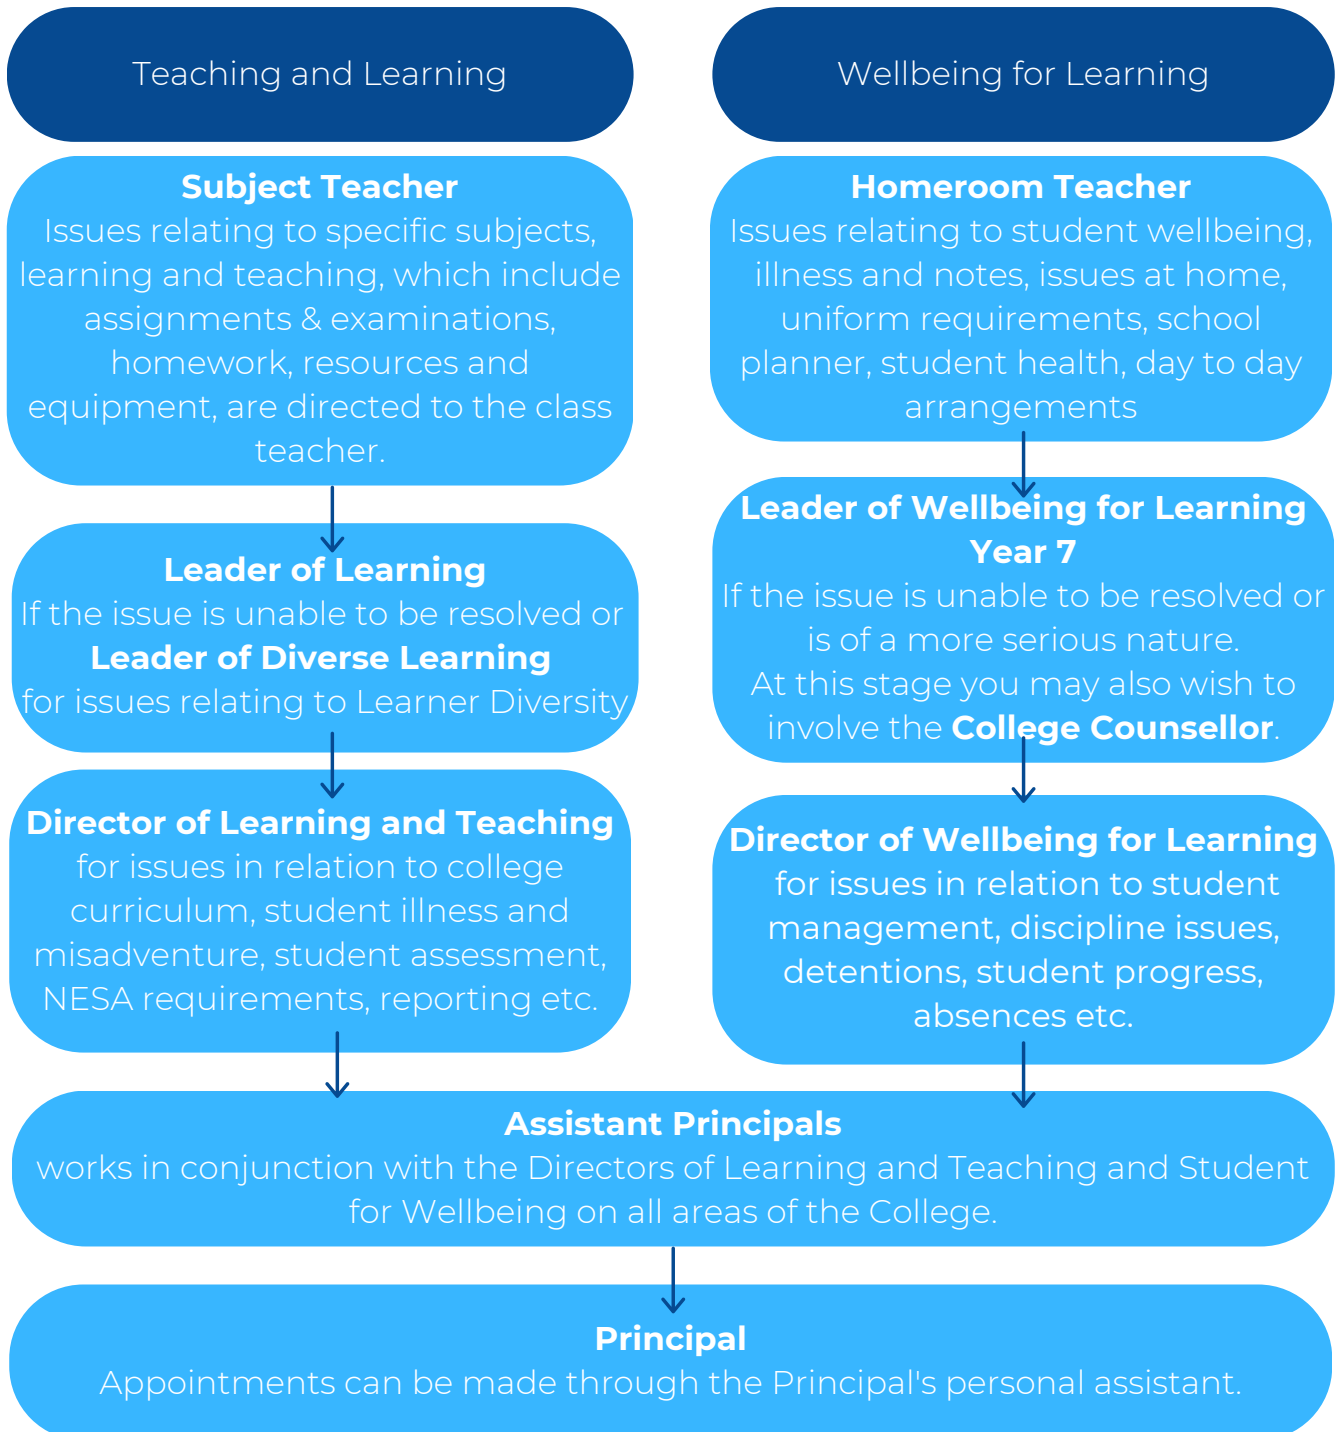 Teaching and Learning
Subject Teacher
Issues relating to specific subjects,
learning and teaching, which include
assignments & examinations,
homework, resources and
equipment, are directed to the class
teacher.
Leader of Learning
If the issue is unable to be resolved or
Leader of Diverse Learning
for issues relating to Learner Diversity
Director of Learning and Teaching
for issues in relation to college
curriculum, student illness and
misadventure, student assessment,
NESA requirements, reporting etc.
Wellbeing for Learning
Homeroom Teacher
Issues relating to student wellbeing,
illness and notes, issues at home,
uniform requirements, school
planner, student health, day to day
arrangements
Leader of Wellbeing for Learning
Year 7
If the issue is unable to be resolved or
is of a more serious nature.
At this stage you may also wish to
involve the College Counsellor.
Director of Wellbeing for Learning
for issues in relation to student
management, discipline issues,
detentions, student progress,
absences etc.
Assistant Principals
works in conjunction with the Directors of Learning and Teaching and Student
for Wellbeing on all areas of the College.
Principal
Appointments can be made through the Principal's personal assistant.